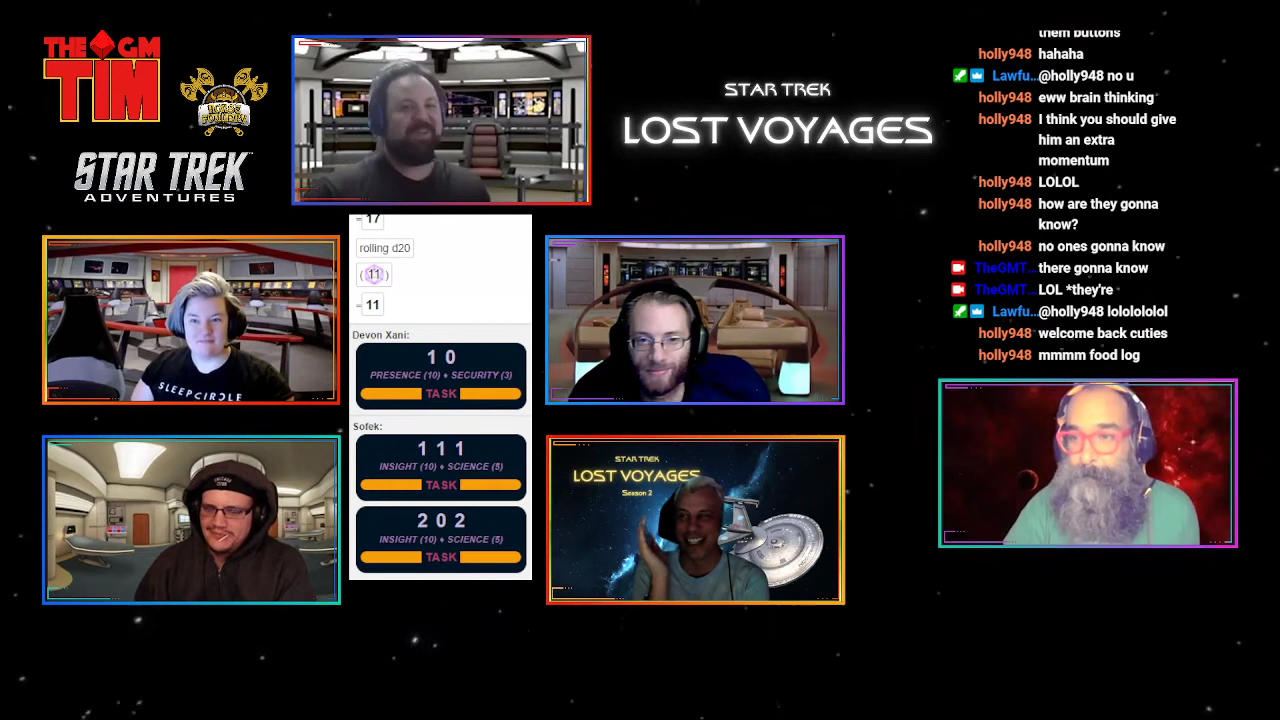 THE GM
TIM
STAR TREK
ADVENTURES
STAR TREK
LOST VOYAGES
= 17
rolling d20
(11)
= 11
Devon Xani:
1 0
PRESENCE (10) ♦ SECURITY (3)
TASK
Sofek:
1 1 1
INSIGHT (10) ♦ SCIENCE (5)
TASK
2 0 2
INSIGHT (10) ♦ SCIENCE (5)
TASK
SLEEPCIRCLE
STAR TREK
LOST VOYAGES
Season 2
them buttons
holly948 hahaha
Lawfu... @holly948 no u
holly948 eww brain thinking
holly948 I think you should give
him an extra
momentum
holly948 LOLOL
holly948 how are they gonna
know?
holly948 no ones gonna know
TheGMT... there gonna know
TheGMT... LOL *they're
Lawfu... @holly948 lolololol
holly948 welcome back cuties
holly948 mmmm food log